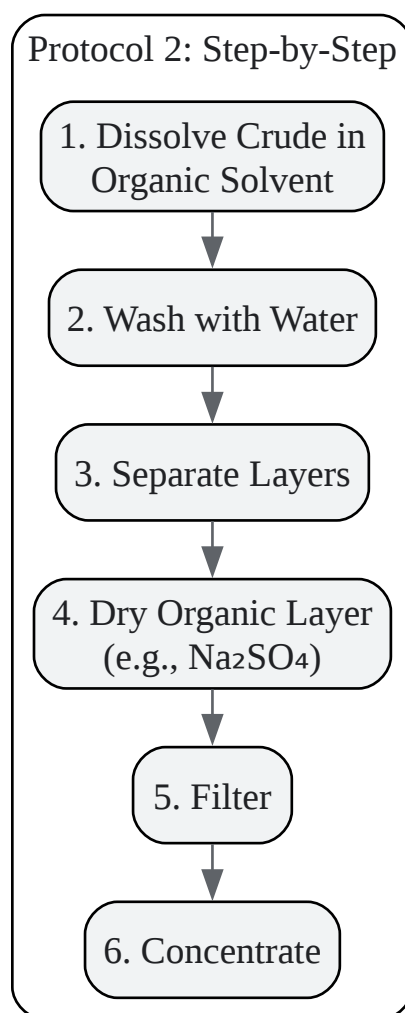 Protocol 2: Step-by-Step
1. Dissolve Crude in
Organic Solvent
2. Wash with Water
3. Separate Layers
4. Dry Organic Layer
(e.g., Na₂SO₄)
5. Filter
6. Concentrate